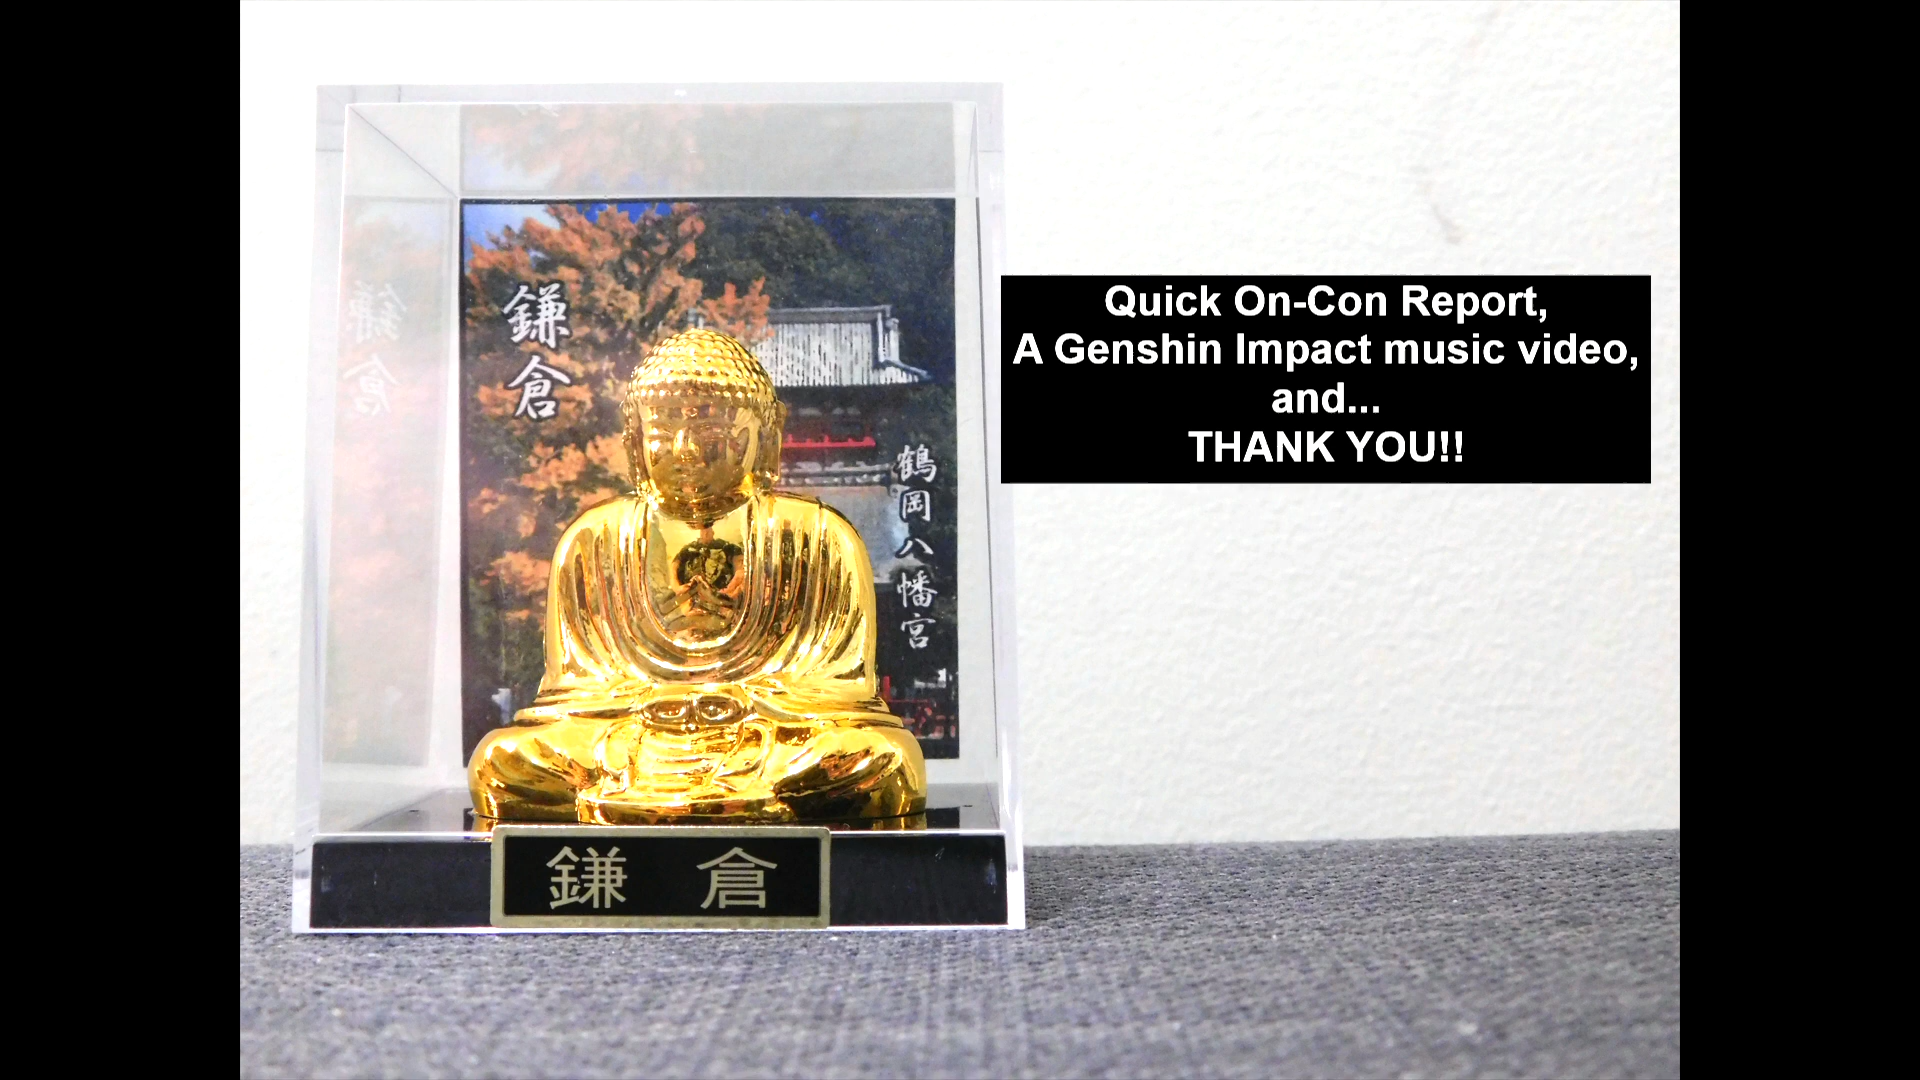 鎌倉
鶴岡八幡宮
Quick On-Con Report,
A Genshin Impact music video,
and...
THANK YOU!!
鎌倉